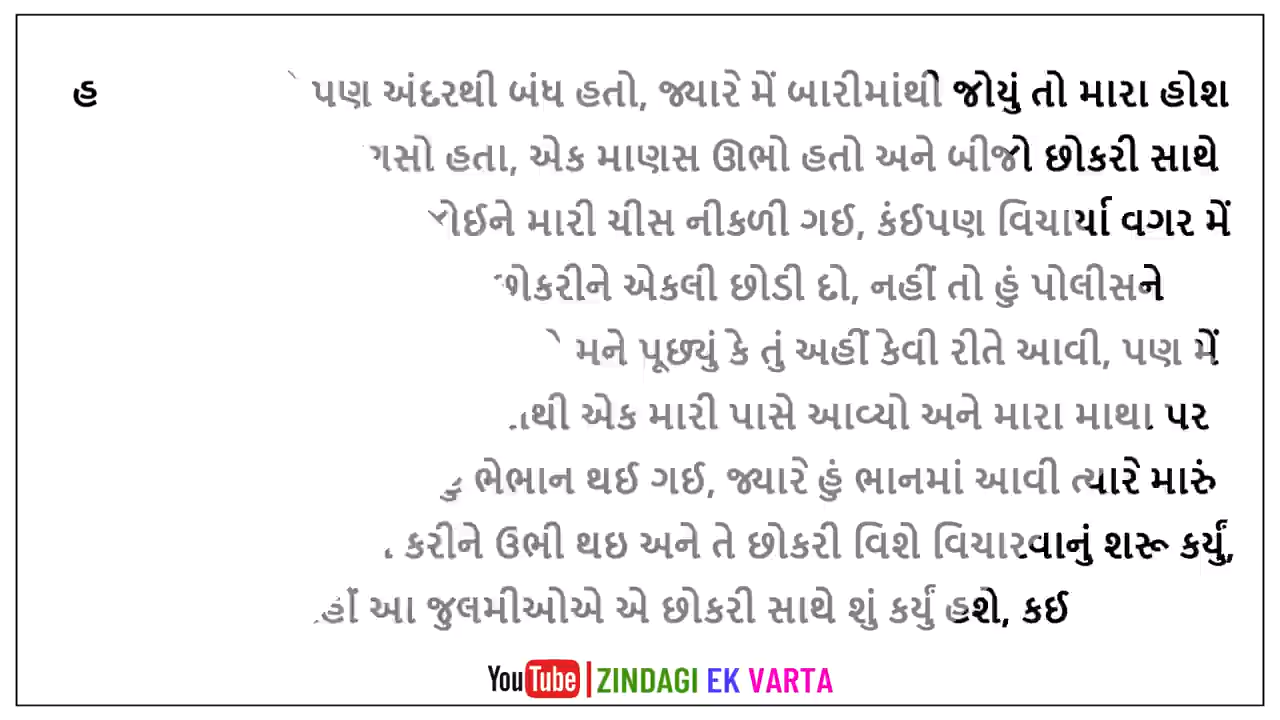 હ પણ અંદરથી બંધ હતો, જ્યારે મેં બારીમાંથી જોયું તો મારા હોશ
હતા, એક માણસ ઊભો હતો અને બીજો છોકરી સાથે
મારી ચીસ નીકળી ગઈ, કંઈપણ વિચાર્યા વગર મેં
છોકરીને એકલી છોડી દો, નહીં તો હું પોલીસને
મને પૂછ્યું કે તું અહીં કેવી રીતે આવી, પણ મેં
એક મારી પાસે આવ્યો અને મારા માથા પર
ભેભાન થઈ ગઈ, જ્યારે હું ભાનમાં આવી ત્યારે મારું
કરીને ઉભી થઇ અને તે છોકરી વિશે વિચારવાનું શરૂ કર્યું,
આ જુલમીઓએ એ છોકરી સાથે શું કર્યું હશે, કઈ
YouTube | ZINDAGI EK VARTA